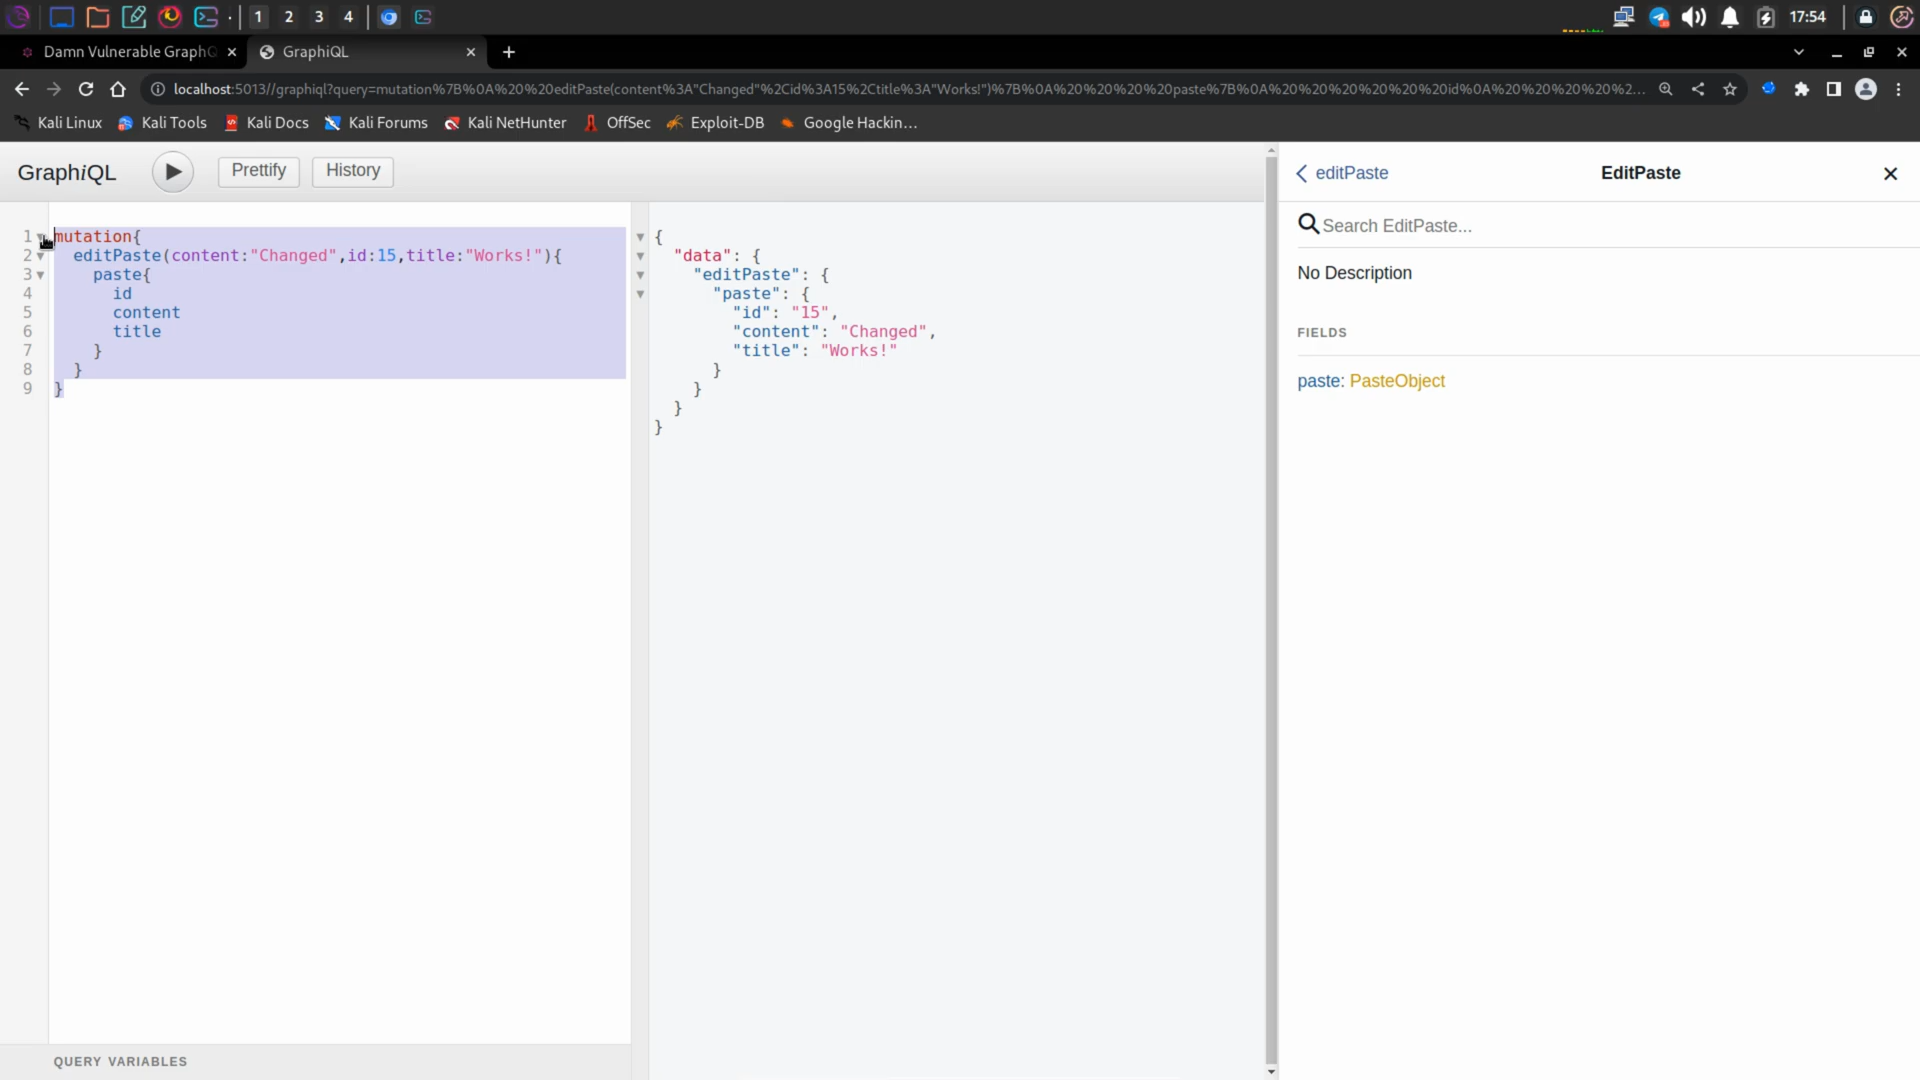 1 2 3 4 17:54
Damn Vulnerable GraphQ GraphiQL
localhost:5013//graphiql?query=mutation%7B%0A%20%20editPaste(content%3A"Changed"%2Cid%3A15%2Ctitle%3A"Works!")%7B%0A%20%20%20%20paste%7B%0A%20%20%20%20%20%20id%0A%20%20%20%20%2...
Kali Linux Kali Tools Kali Docs Kali Forums Kali NetHunter OffSec Exploit-DB Google Hackin...
GraphiQL Prettify History
1 mutation{
2 editPaste(content:"Changed",id:15,title:"Works!"){
3 paste{
4 id
5 content
6 title
7 }
8 }
9 }
{
"data": {
"editPaste": {
"paste": {
"id": "15",
"content": "Changed",
"title": "Works!"
}
}
}
}
QUERY VARIABLES
editPaste EditPaste
Search EditPaste...
No Description
FIELDS
paste: PasteObject